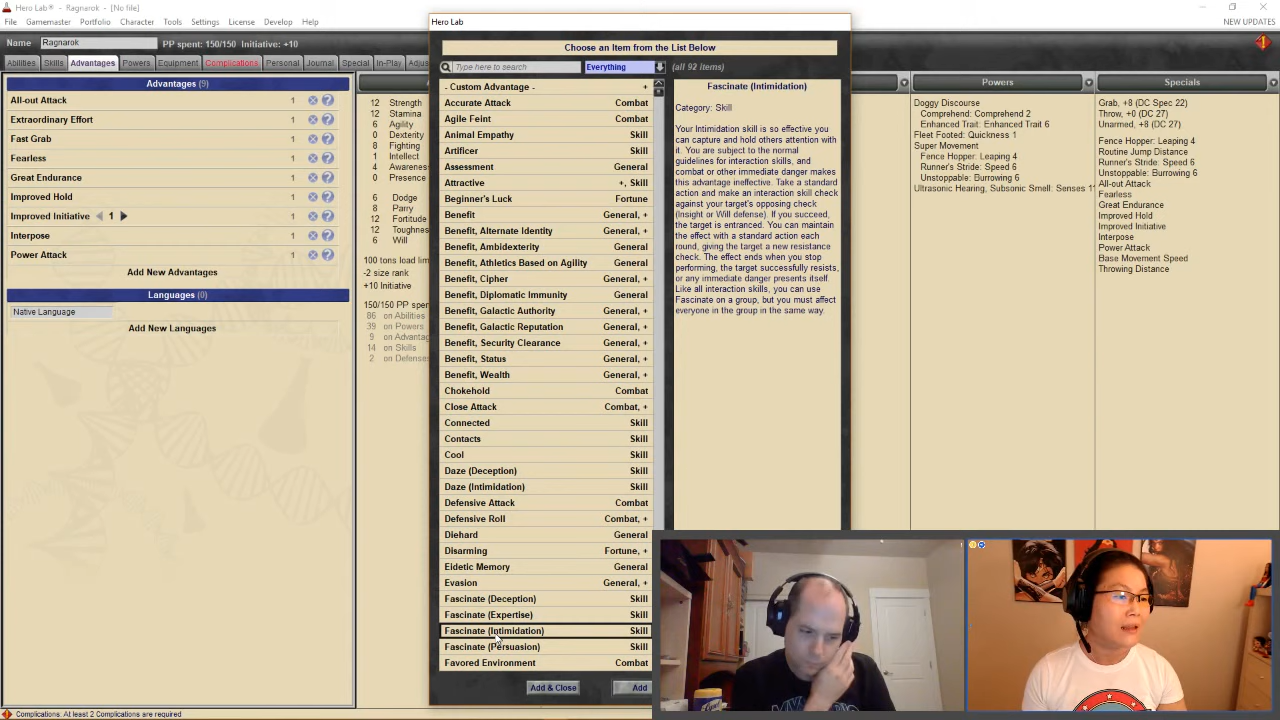 Hero Lab® - Ragnarok - [No file]
File Gamemaster Portfolio Character Tools Settings License Develop Help
NEW UPDATES
Name Ragnarok PP spent: 150/150 Initiative: +10
Abilities Skills Advantages Powers Equipment Complications Personal Journal Special In-Play Adjus
Advantages (9)
All-out Attack 1
Extraordinary Effort 1
Fast Grab 1
Fearless 1
Great Endurance 1
Improved Hold 1
Improved Initiative 1 1
Interpose 1
Power Attack 1
Add New Advantages
Languages (0)
Native Language
Add New Languages
12 Strength
12 Stamina
6 Agility
0 Dexterity
8 Fighting
1 Intellect
4 Awareness
0 Presence
6 Dodge
8 Parry
12 Fortitude
12 Toughness
6 Will
100 tons load limi
-2 size rank
+10 Initiative
150/150 PP spen
86 on Abilities
39 on Powers
9 on Advantag
14 on Skills
2 on Defenses
Hero Lab
Choose an Item from the List Below
Type here to search Everything (all 92 items)
- Custom Advantage - +
Accurate Attack Combat
Agile Feint Combat
Animal Empathy Skill
Artificer Skill
Assessment General
Attractive +, Skill
Beginner's Luck Fortune
Benefit General, +
Benefit, Alternate Identity General, +
Benefit, Ambidexterity General
Benefit, Athletics Based on Agility General
Benefit, Cipher General, +
Benefit, Diplomatic Immunity General
Benefit, Galactic Authority General, +
Benefit, Galactic Reputation General, +
Benefit, Security Clearance General, +
Benefit, Status General, +
Benefit, Wealth General, +
Chokehold Combat
Close Attack Combat, +
Connected Skill
Contacts Skill
Cool Skill
Daze (Deception) Skill
Daze (Intimidation) Skill
Defensive Attack Combat
Defensive Roll Combat, +
Diehard General
Disarming Fortune, +
Eidetic Memory General
Evasion General, +
Fascinate (Deception) Skill
Fascinate (Expertise) Skill
Fascinate (Intimidation) Skill
Fascinate (Persuasion) Skill
Favored Environment Combat
Add & Close Add
Fascinate (Intimidation)
Category: Skill
Your Intimidation skill is so effective you
can capture and hold others attention with
it. You are subject to the normal
guidelines for interaction skills, and
combat or other immediate danger makes
this advantage ineffective. Take a standard
action and make an interaction skill check
against your target's opposing check
(Insight or Will defense). If you succeed,
the target is entranced. You can maintain
the effect with a standard action each
round, giving the target a new resistance
check. The effect ends when you stop
performing, the target successfully resists,
or any immediate danger presents itself.
Like all interaction skills, you can use
Fascinate on a group, but you must affect
everyone in the group in the same way.
Powers
Doggy Discourse
Comprehend: Comprehend 2
Enhanced Trait: Enhanced Trait 6
Fleet Footed: Quickness 1
Super Movement
Fence Hopper: Leaping 4
Runner's Stride: Speed 6
Unstoppable: Burrowing 6
Ultrasonic Hearing, Subsonic Smell: Senses 1
Specials
Grab, +8 (DC Spec 22)
Throw, +0 (DC 27)
Unarmed, +8 (DC 27)
Fence Hopper: Leaping 4
Routine Jump Distance
Runner's Stride: Speed 6
Unstoppable: Burrowing 6
All-out Attack
Fearless
Great Endurance
Improved Hold
Improved Initiative
Interpose
Power Attack
Base Movement Speed
Throwing Distance
Complications: At least 2 Complications are required